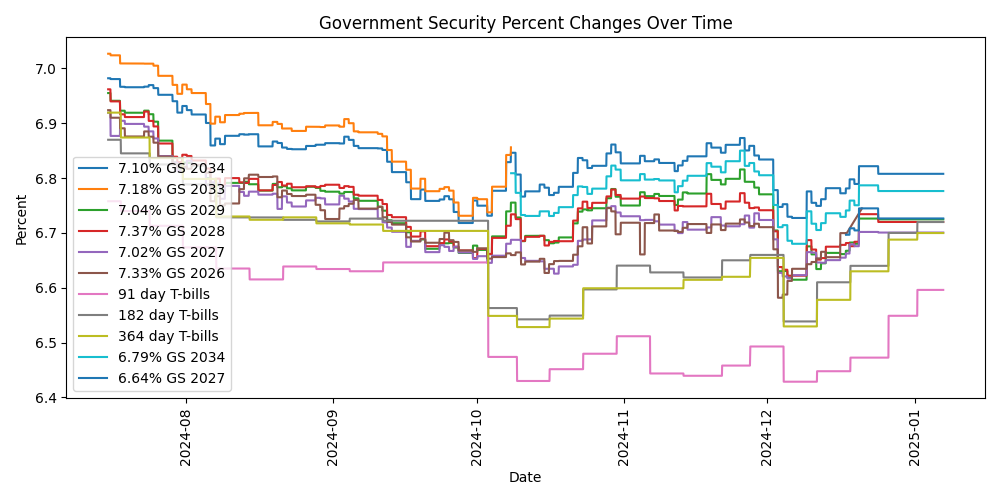 Government Security Percent Changes Over Time
Percent
7.0
6.9
6.8
6.7
6.6
6.5
6.4
7.10% GS 2034
7.18% GS 2033
7.04% GS 2029
7.37% GS 2028
7.02% GS 2027
7.33% GS 2026
91 day T-bills
182 day T-bills
364 day T-bills
6.79% GS 2034
6.64% GS 2027
2024-08
2024-09
2024-10
2024-11
2024-12
2025-01
Date